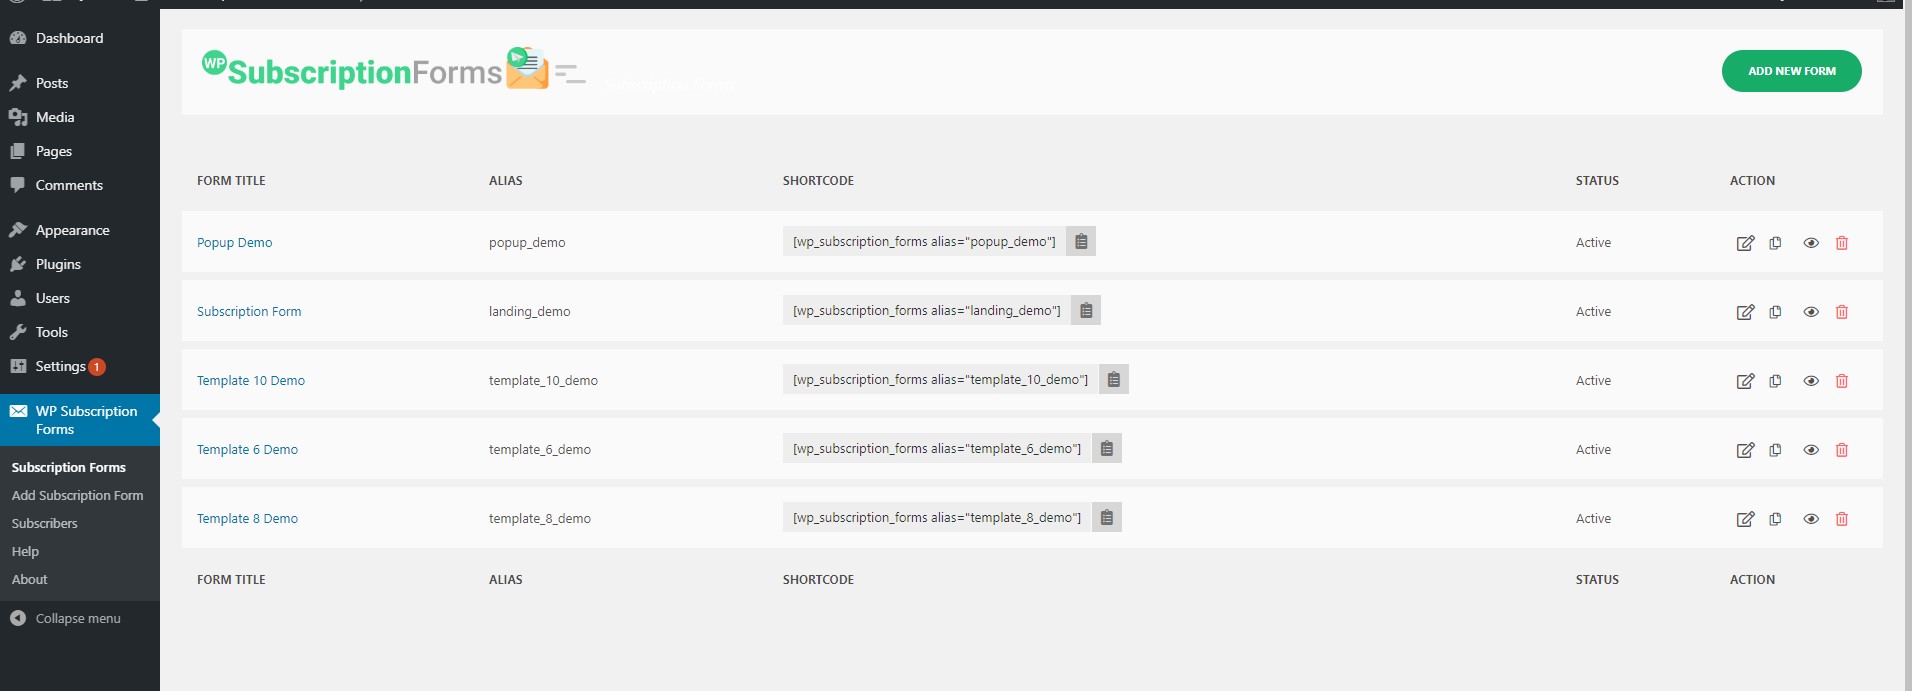 Dashboard
Posts
Media
Pages
Comments
Appearance
Plugins
Users
Tools
Settings 1
WP Subscription
Forms
Subscription Forms
Add Subscription Form
Subscribers
Help
About
Collapse menu
WP SubscriptionForms
ADD NEW FORM
FORM TITLE ALIAS SHORTCODE STATUS ACTION
Popup Demo popup_demo [wp_subscription_forms alias="popup_demo"] Active
Subscription Form landing_demo [wp_subscription_forms alias="landing_demo"] Active
Template 10 Demo template_10_demo [wp_subscription_forms alias="template_10_demo"] Active
Template 6 Demo template_6_demo [wp_subscription_forms alias="template_6_demo"] Active
Template 8 Demo template_8_demo [wp_subscription_forms alias="template_8_demo"] Active
FORM TITLE ALIAS SHORTCODE STATUS ACTION